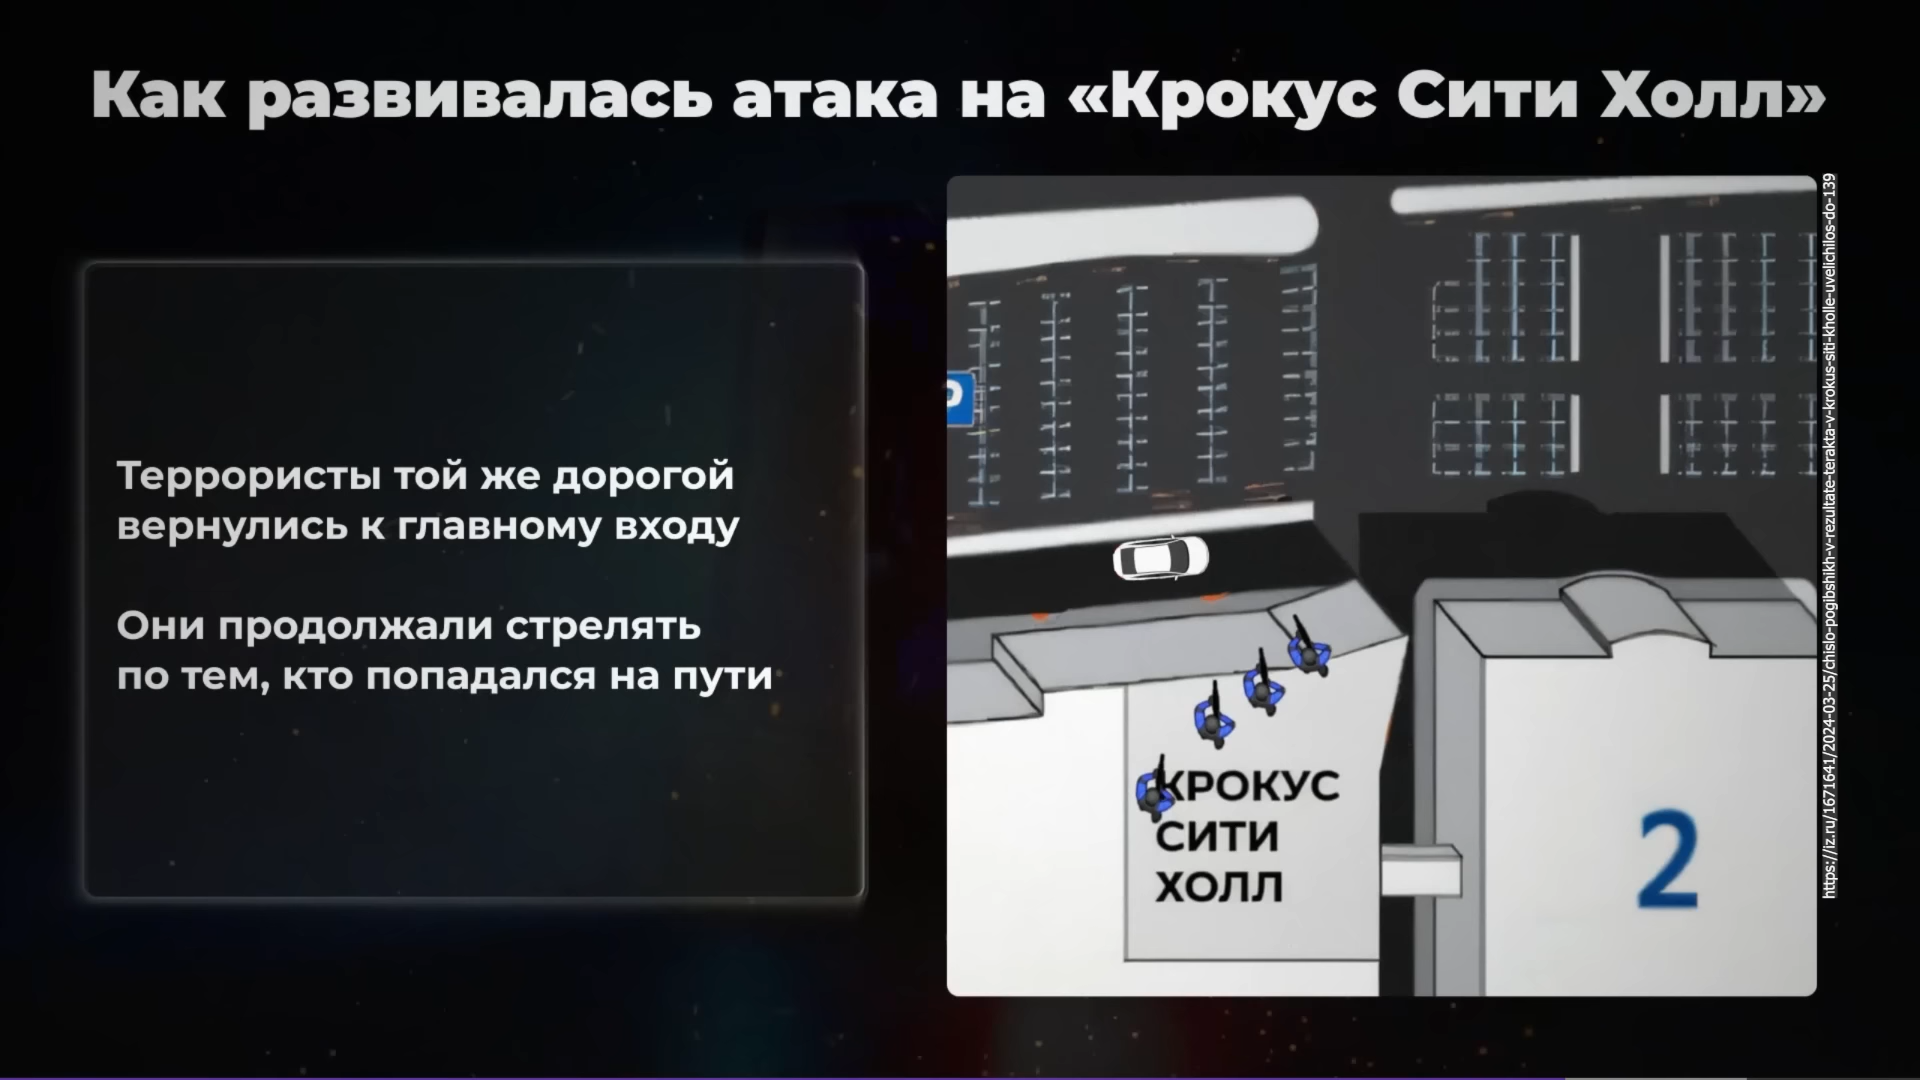 Как развивалась атака на «Крокус Сити Холл»
Террористы той же дорогой
вернулись к главному входу
Они продолжали стрелять
по тем, кто попадался на пути
КРОКУС
СИТИ
ХОЛЛ
2
https://iz.ru/1671641/2024-03-25/chislo-pogibshikh-v-rezultate-terakta-v-krokus-siti-kholle-uvelichilos-do-139